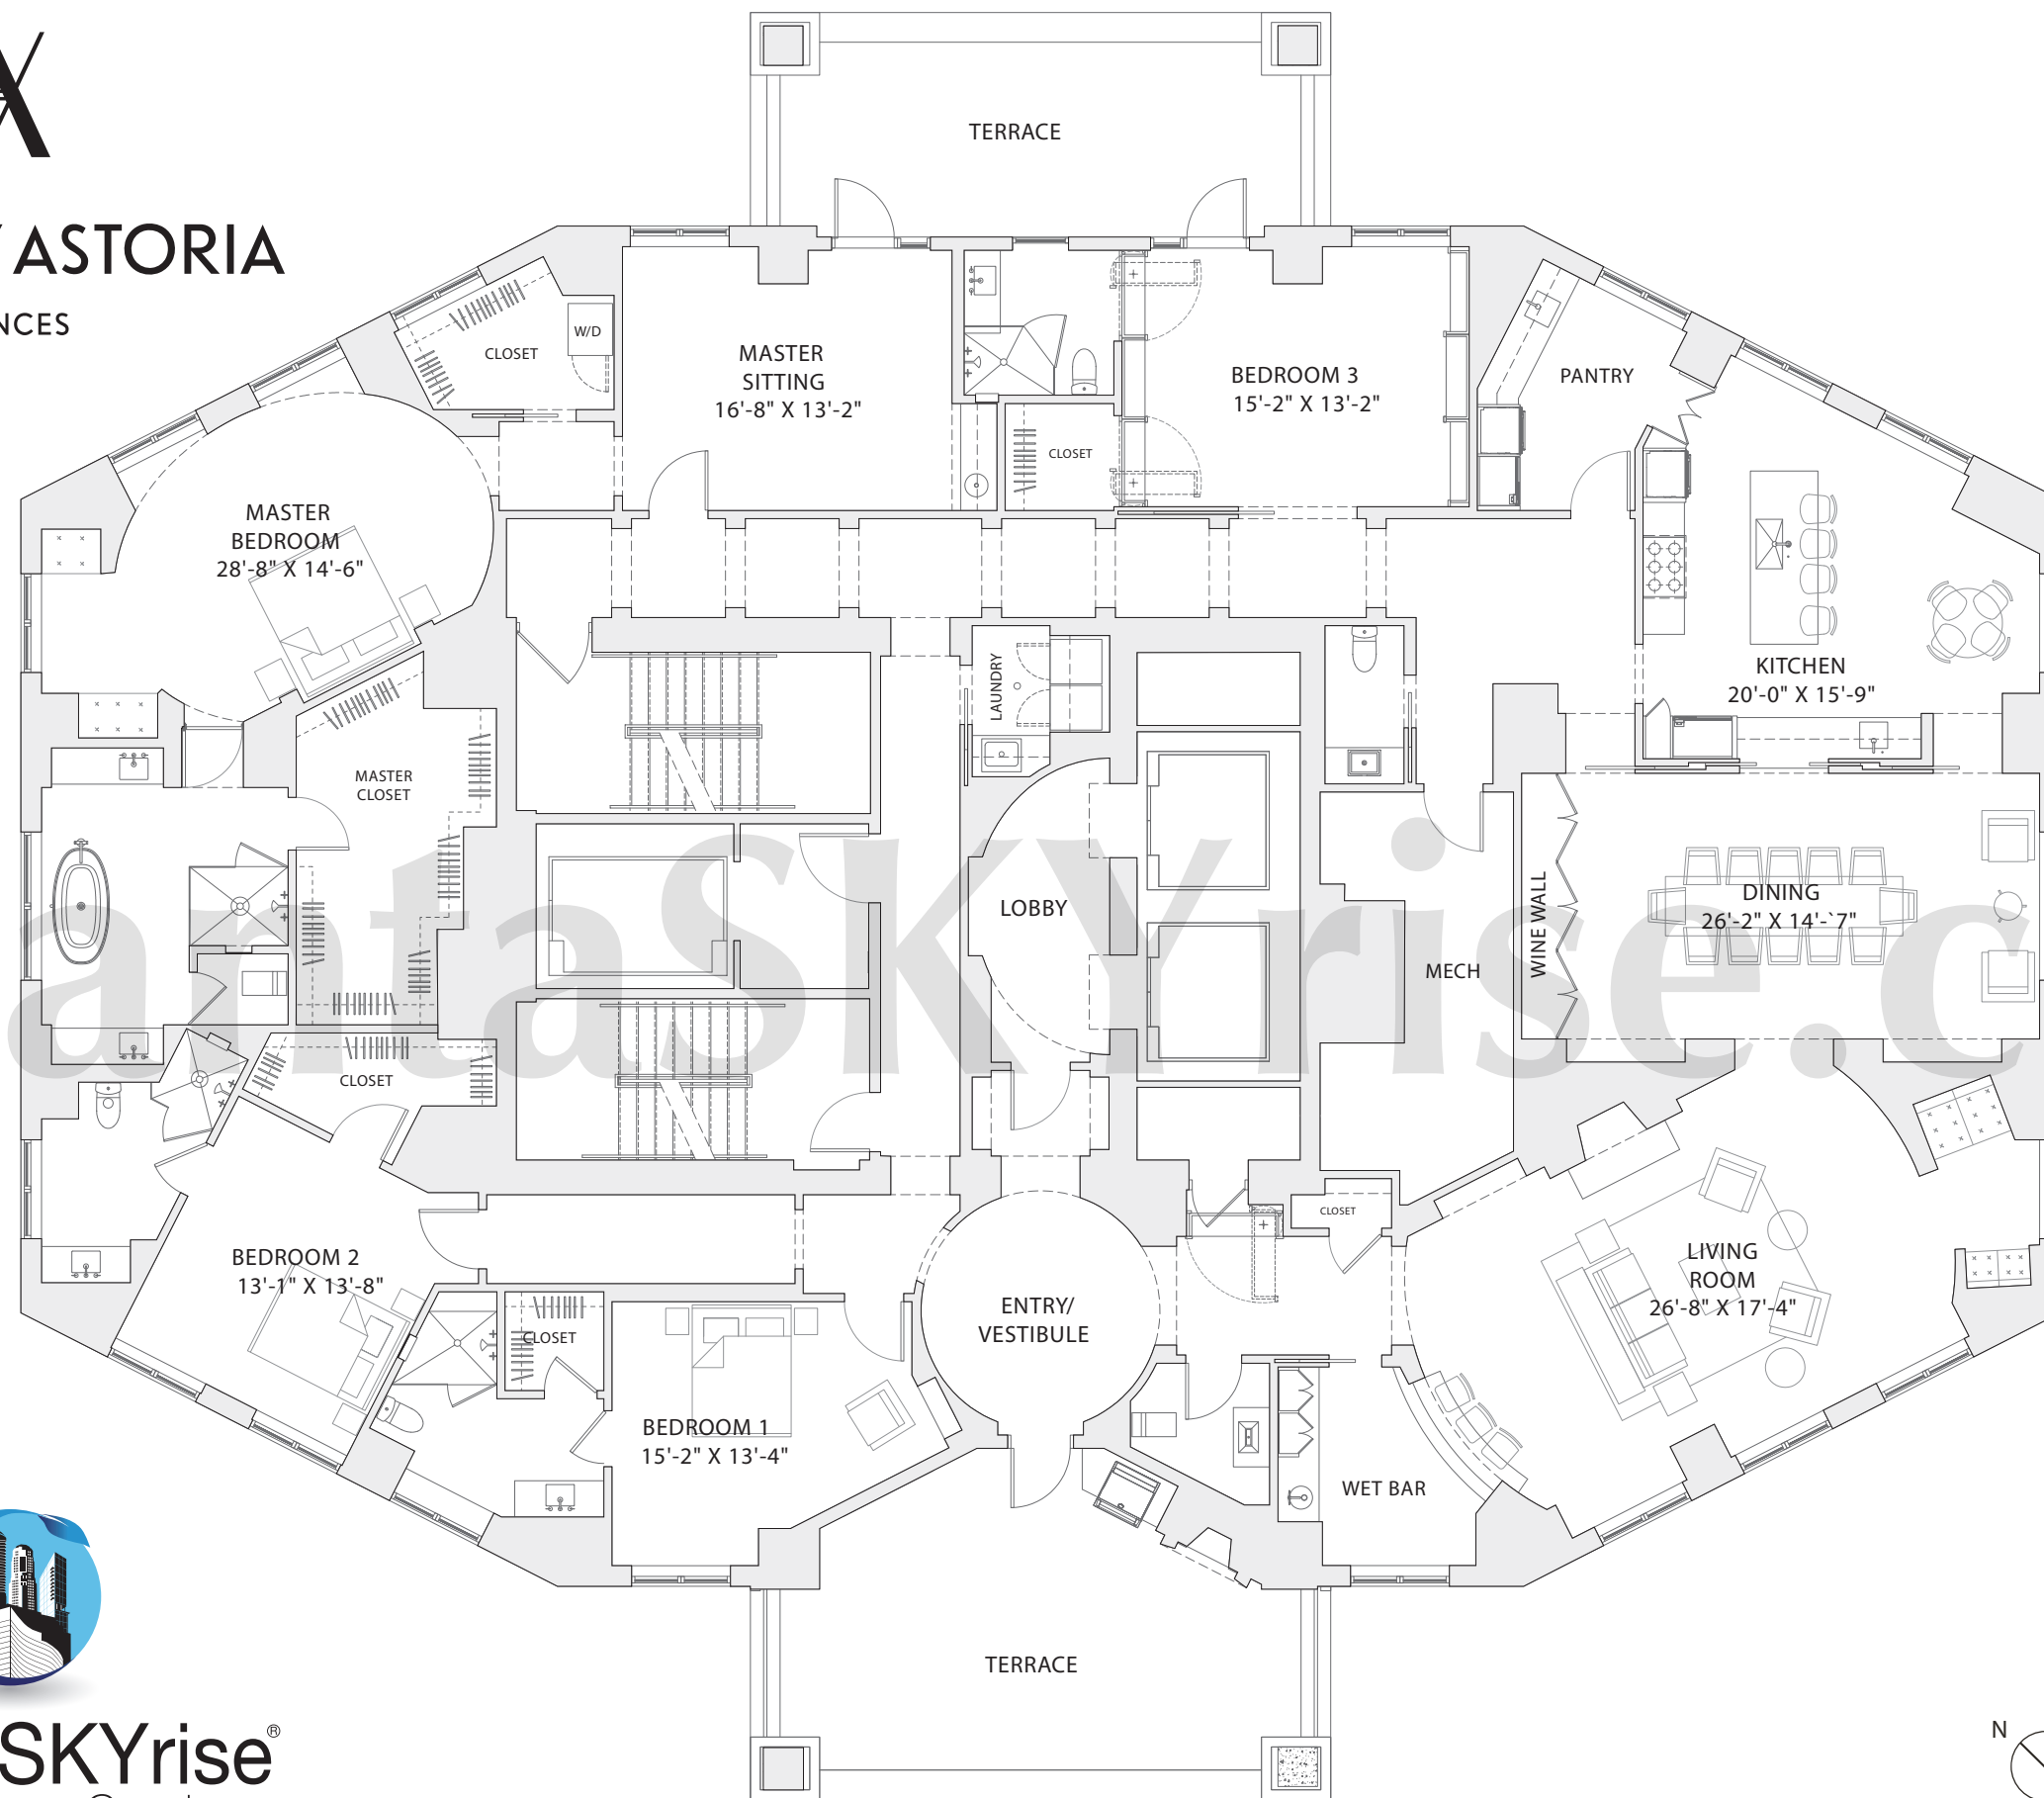 X
ASTORIA
NCES
TERRACE
W/D
CLOSET
MASTER
SITTING
16'-8" X 13'-2"
BEDROOM 3
15'-2" X 13'-2"
PANTRY
CLOSET
MASTER
BEDROOM
28'-8" X 14'-6"
KITCHEN
20'-0" X 15'-9"
LAUNDRY
MASTER
CLOSET
antaSKYrise.c
LOBBY
MECH
WINE WALL
DINING
26'-2" X 14'-`7"
CLOSET
CLOSET
BEDROOM 2
13'-1" X 13'-8"
LIVING
ROOM
26'-8" X 17'-4"
ENTRY/
VESTIBULE
CLOSET
BEDROOM 1
15'-2" X 13'-4"
WET BAR
TERRACE
SKYrise®
N